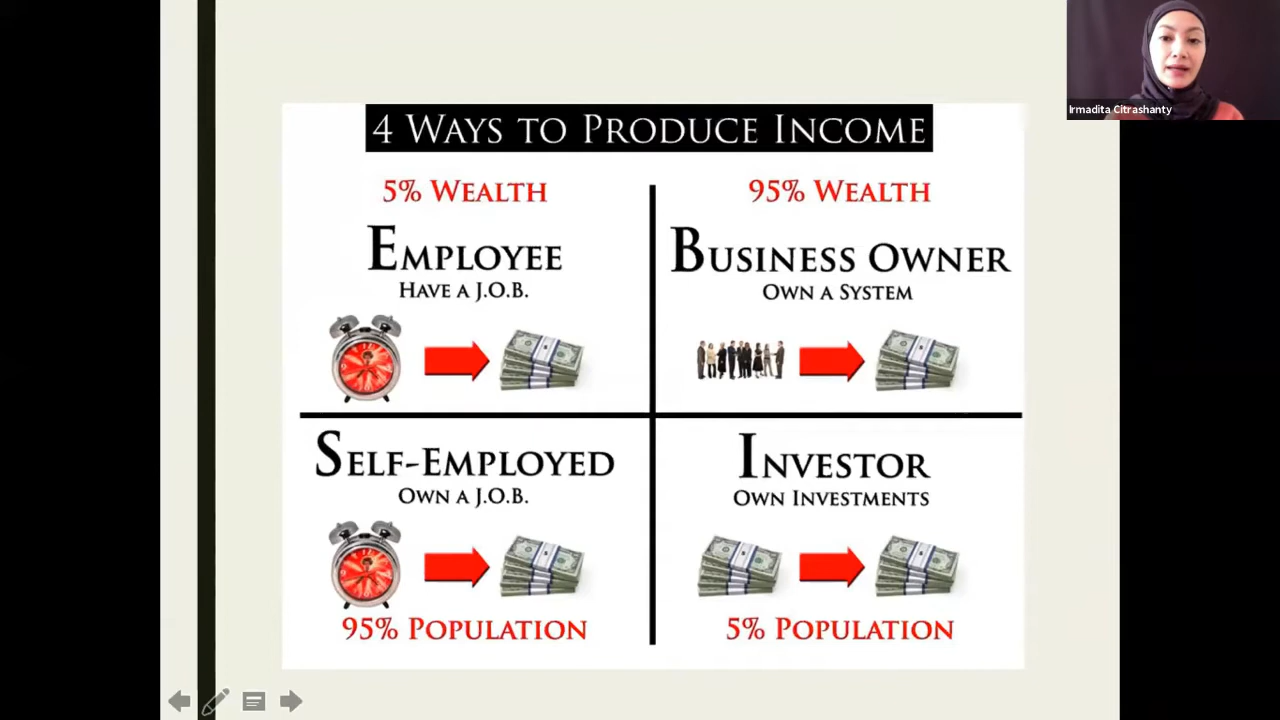 4 WAYS TO PRODUCE INCOME
5% WEALTH
EMPLOYEE
HAVE A J.O.B.
95% WEALTH
BUSINESS OWNER
OWN A SYSTEM
SELF-EMPLOYED
OWN A J.O.B.
95% POPULATION
INVESTOR
OWN INVESTMENTS
5% POPULATION
Irmadita Citrashanty